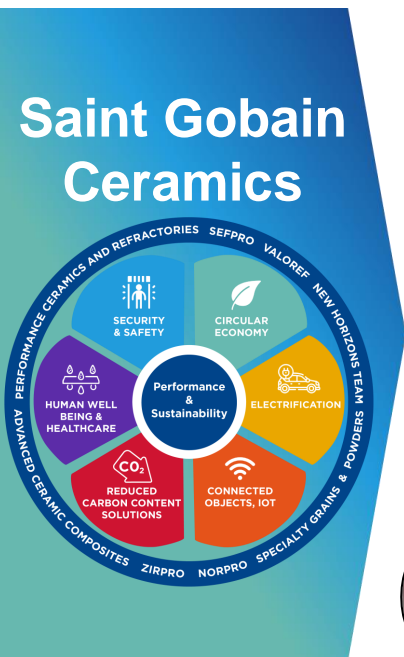 Saint Gobain
Ceramics
PERFORMANCE CERAMICS AND REFRACTORIES
SEFPRO
VALOREF
NEW HORIZONS TEAM
SECURITY
& SAFETY
CIRCULAR
ECONOMY
HUMAN WELL
BEING &
HEALTHCARE
Performance
&
Sustainability
ELECTRIFICATION
CO₂
REDUCED
CARBON CONTENT
SOLUTIONS
CONNECTED
OBJECTS, IOT
ADVANCED CERAMIC COMPOSITES
ZIRPRO
NORPRO
SPECIALTY GRAINS & POWDERS